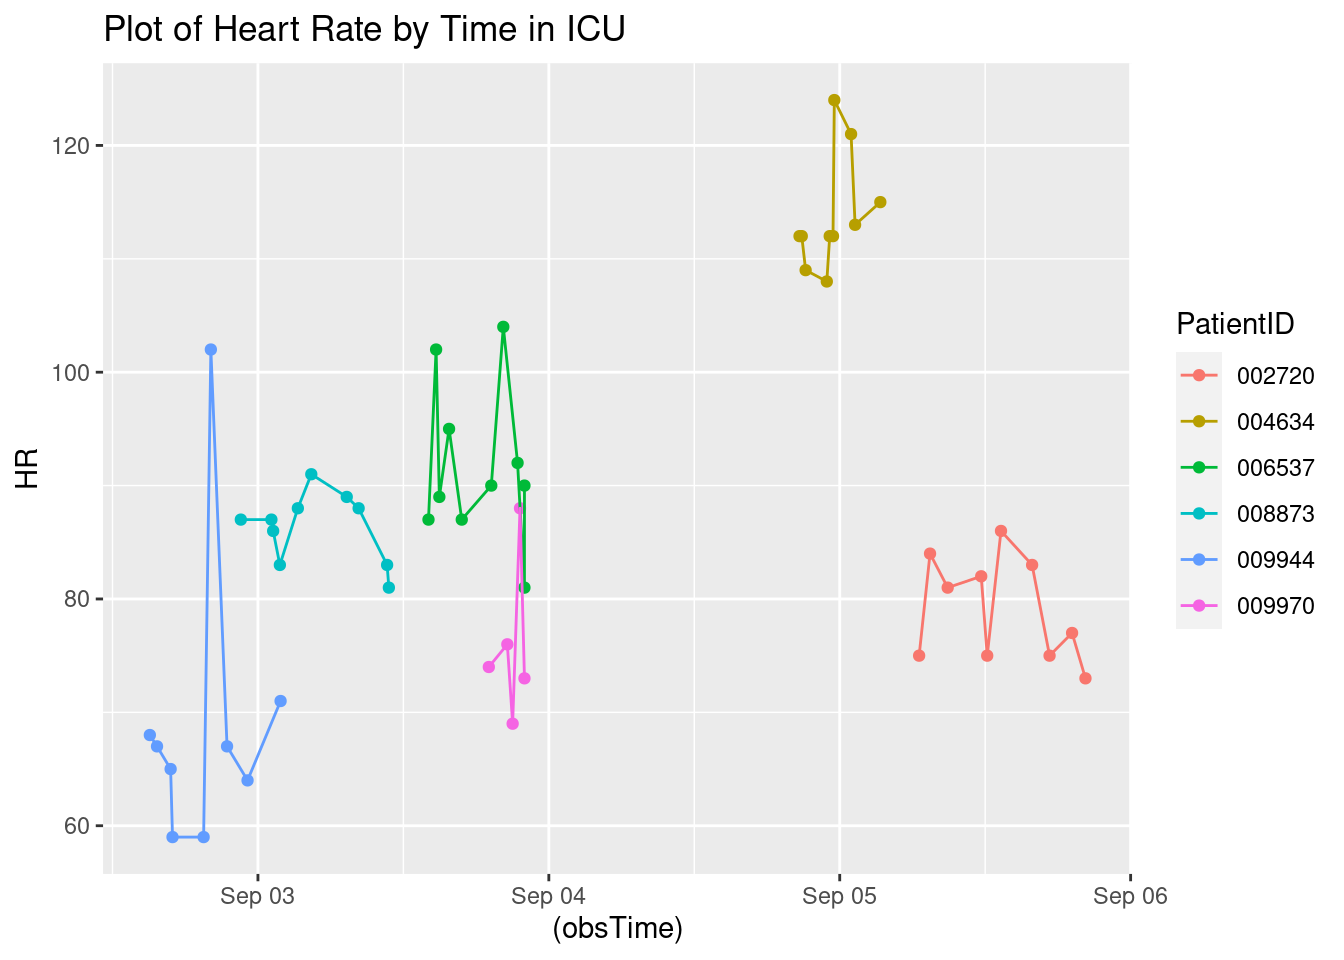 Plot of Heart Rate by Time in ICU
HR
120
100
80
60
Sep 03
Sep 04
Sep 05
Sep 06
(obsTime)
PatientID
002720
004634
006537
008873
009944
009970